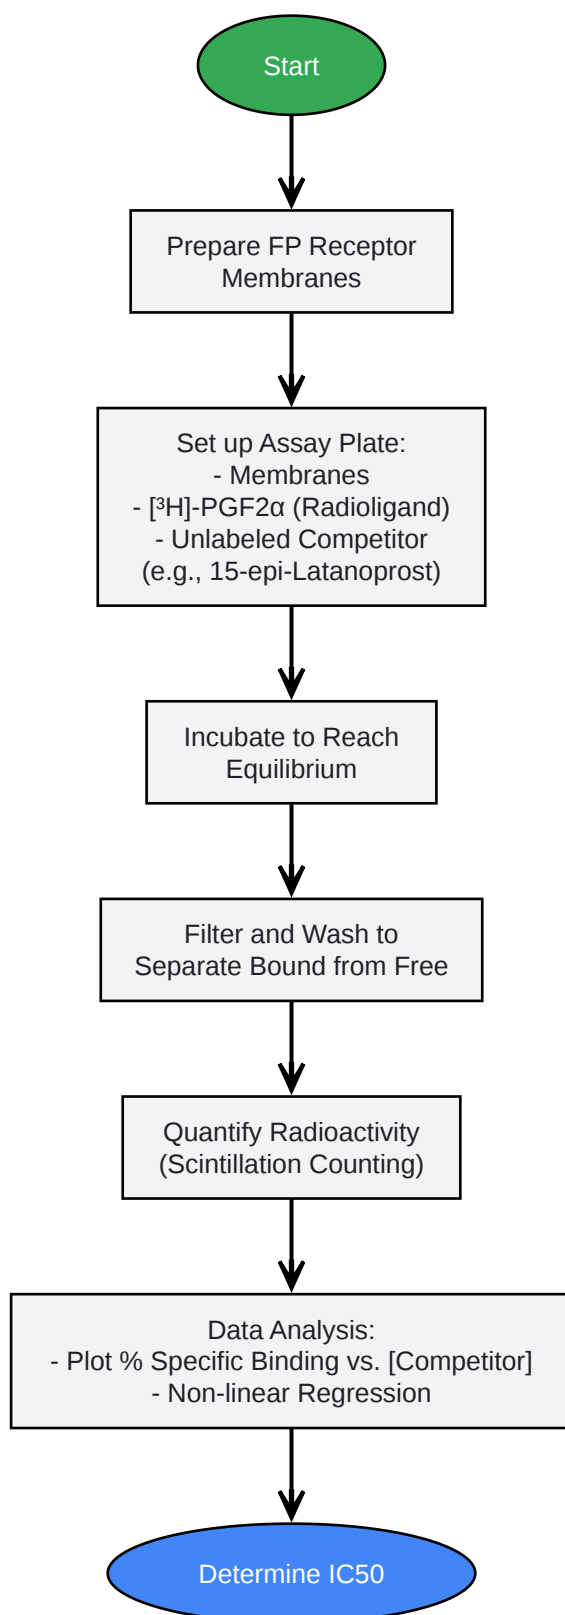 Start
Prepare FP Receptor
Membranes
Set up Assay Plate:
- Membranes
- [³H]-PGF2α (Radioligand)
- Unlabeled Competitor
(e.g., 15-epi-Latanoprost)
Incubate to Reach
Equilibrium
Filter and Wash to
Separate Bound from Free
Quantify Radioactivity
(Scintillation Counting)
Data Analysis:
- Plot % Specific Binding vs. [Competitor]
- Non-linear Regression
Determine IC50